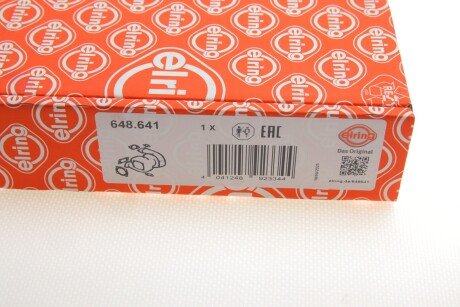 elring
648.641
1 X
EAC
elring
Das Original
4 041248 923344
elring.de/648641